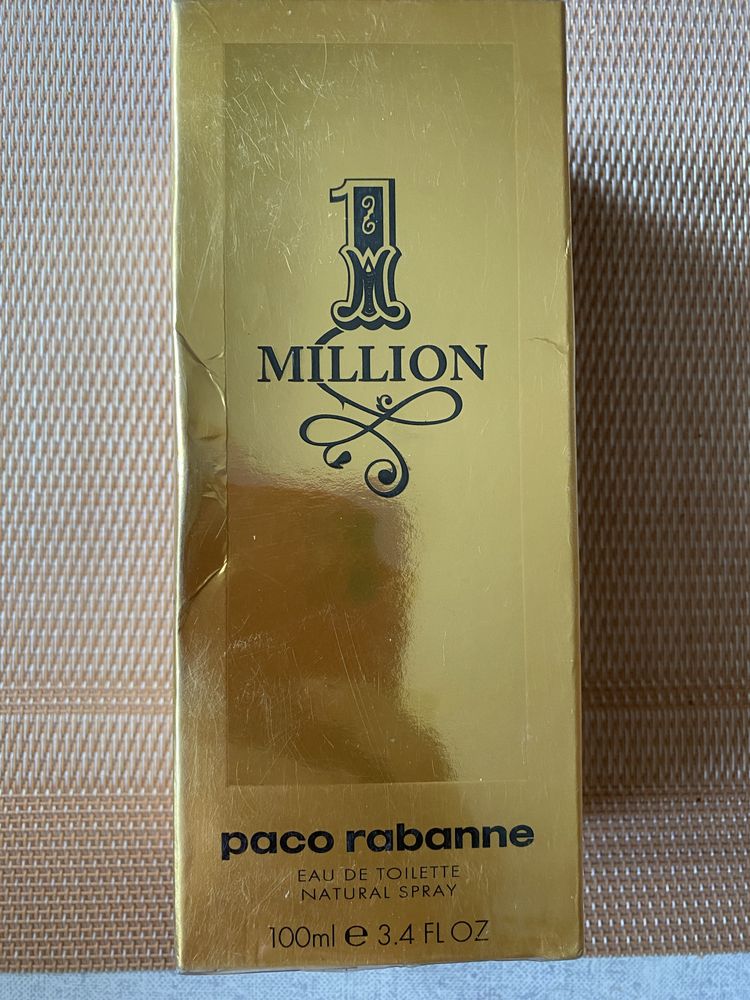 1
MILLION
paco rabanne
EAU DE TOILETTE
NATURAL SPRAY
100ml ℮ 3.4 FL OZ